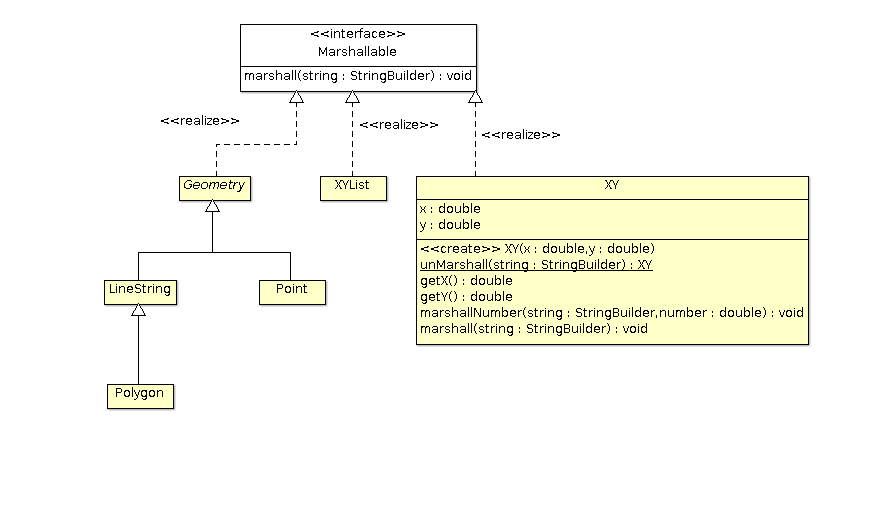 <<interface>>
Marshallable
marshall(string : StringBuilder) : void
<<realize>>
<<realize>>
<<realize>>
Geometry
XYList
XY
x : double
y : double
<<create>> XY(x : double,y : double)
unMarshall(string : StringBuilder) : XY
getX() : double
getY() : double
marshallNumber(string : StringBuilder,number : double) : void
marshall(string : StringBuilder) : void
LineString
Point
Polygon